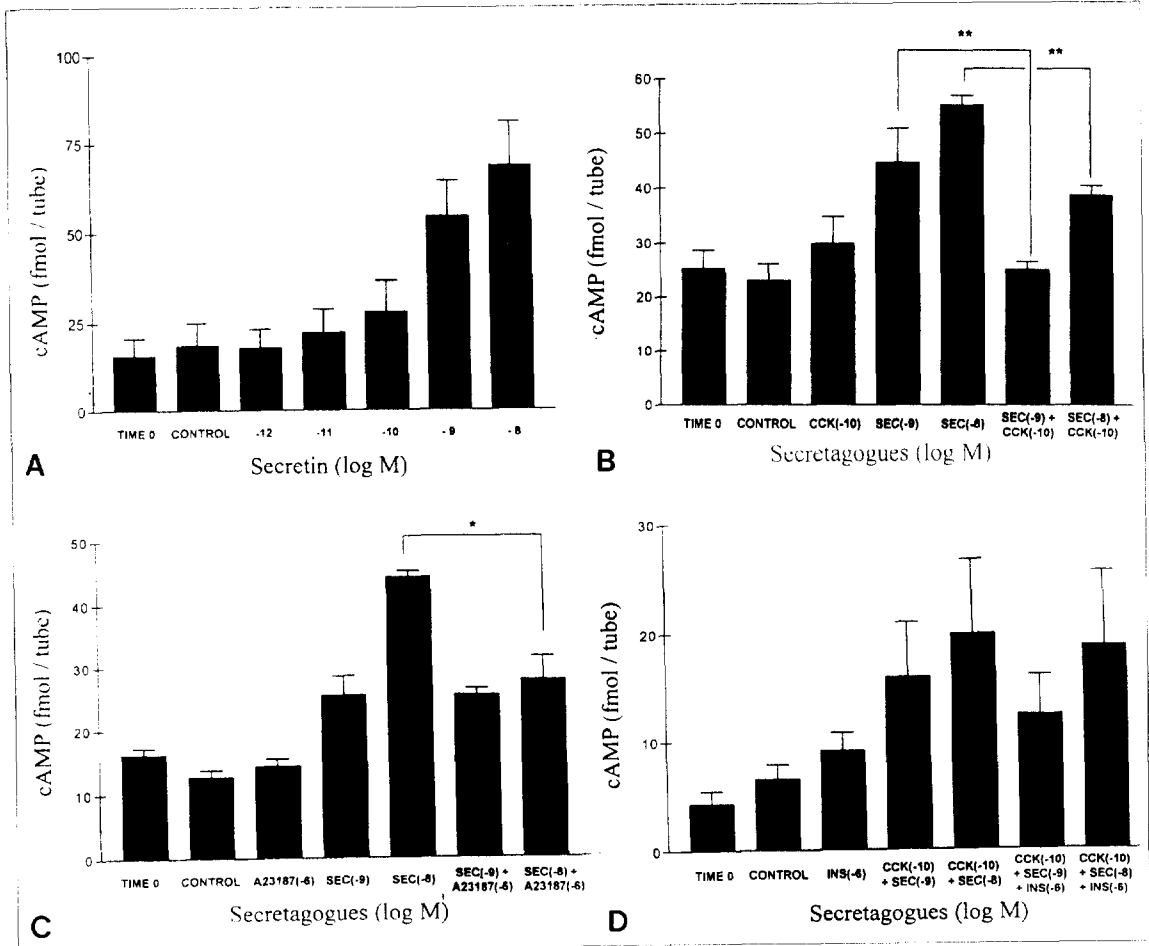 100
75
50
25
0
cAMP (fmol / tube)
TIME 0 CONTROL -12 -11 -10 -9 -8
Secretin (log M)
A
**
**
60
50
40
30
20
10
0
cAMP (fmol / tube)
TIME 0 CONTROL CCK(-10) SEC(-9) SEC(-8) SEC(-9) + SEC(-8) +
CCK(-10) CCK(-10)
Secretagogues (log M)
B
*
50
40
30
20
10
0
cAMP (fmol / tube)
TIME 0 CONTROL A23187(-6) SEC(-9) SEC(-8) SEC(-9) + SEC(-8) +
A23187(-6) A23187(-6)
Secretagogues (log M)
C
30
20
10
0
cAMP (fmol / tube)
TIME 0 CONTROL INS(-6) CCK(-10) CCK(-10) CCK(-10) CCK(-10)
+ SEC(-9) + SEC(-8) + SEC(-9) + SEC(-8)
+ INS(-6) + INS(-6)
Secretagogues (log M)
D